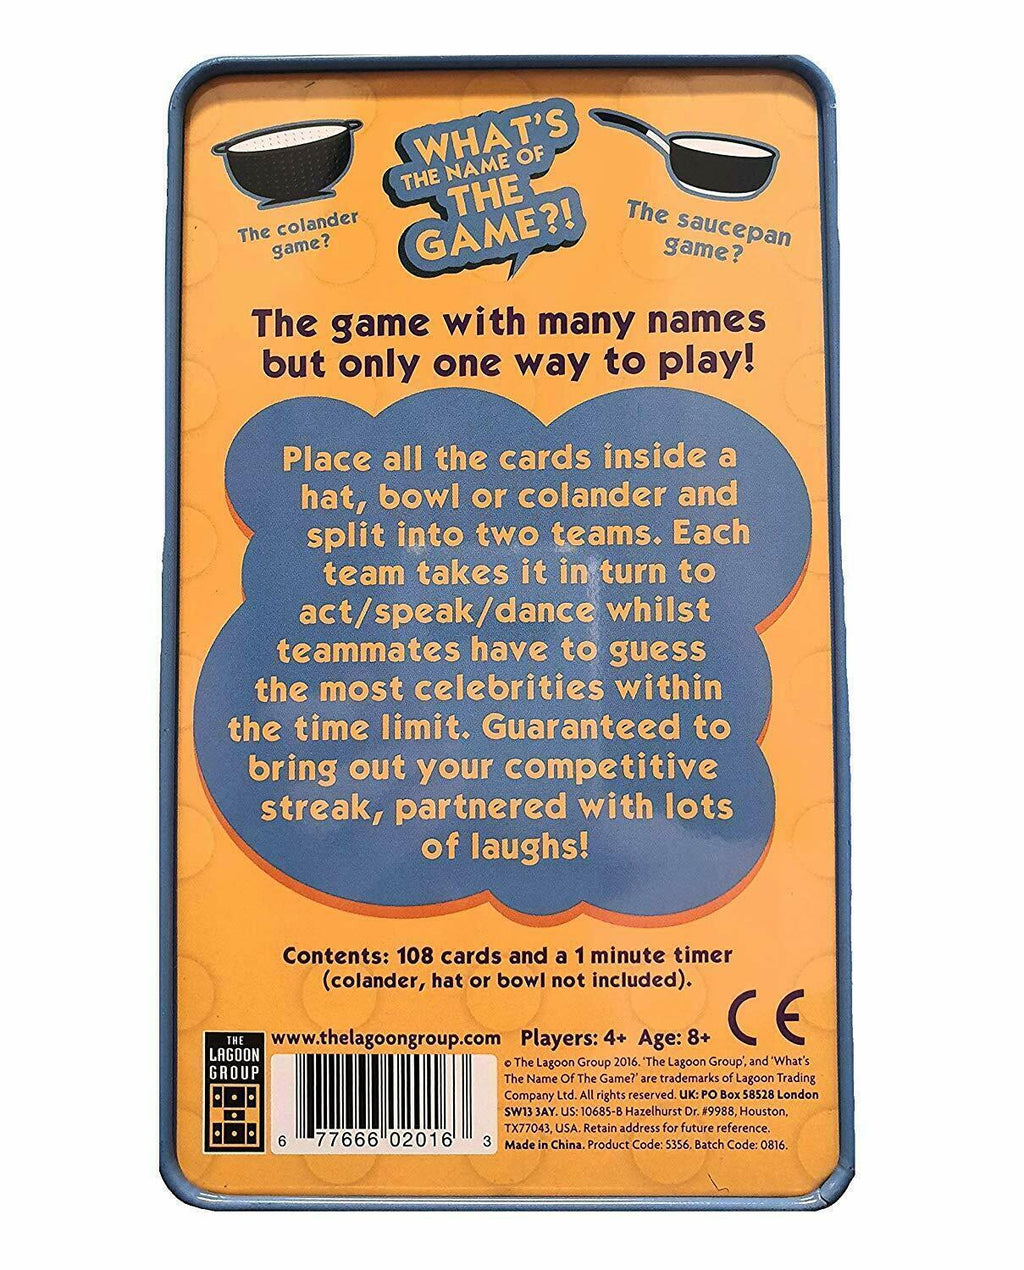 WHAT'S
THE NAME OF
THE
GAME?!
The colander
game?
The saucepan
game?
The game with many names
but only one way to play!
Place all the cards inside a
hat, bowl or colander and
split into two teams. Each
team takes it in turn to
act/speak/dance whilst
teammates have to guess
the most celebrities within
the time limit. Guaranteed to
bring out your competitive
streak, partnered with lots
of laughs!
Contents: 108 cards and a 1 minute timer
(colander, hat or bowl not included).
CE
THE
LAGOON
GROUP
www.thelagoongroup.com Players: 4+ Age: 8+
© The Lagoon Group 2016. 'The Lagoon Group', and 'What's
The Name Of The Game?' are trademarks of Lagoon Trading
Company Ltd. All rights reserved. UK: PO Box 58528 London
SW13 3AY. US: 10685-B Hazelhurst Dr. #9988, Houston,
TX77043, USA. Retain address for future reference.
Made in China. Product Code: 5356. Batch Code: 0816.
6 77666 02016 3